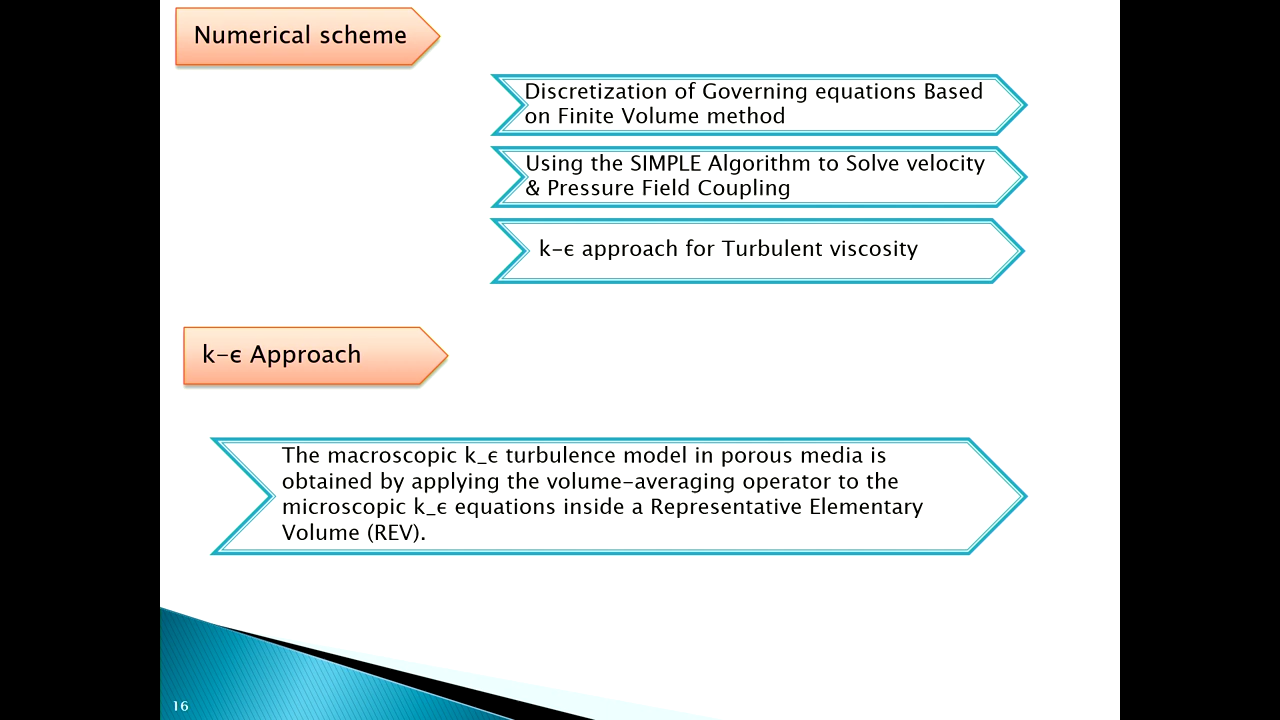 Numerical scheme
Discretization of Governing equations Based
on Finite Volume method
Using the SIMPLE Algorithm to Solve velocity
& Pressure Field Coupling
k-ϵ approach for Turbulent viscosity
k-ϵ Approach
The macroscopic k_ϵ turbulence model in porous media is
obtained by applying the volume-averaging operator to the
microscopic k_ϵ equations inside a Representative Elementary
Volume (REV).
16